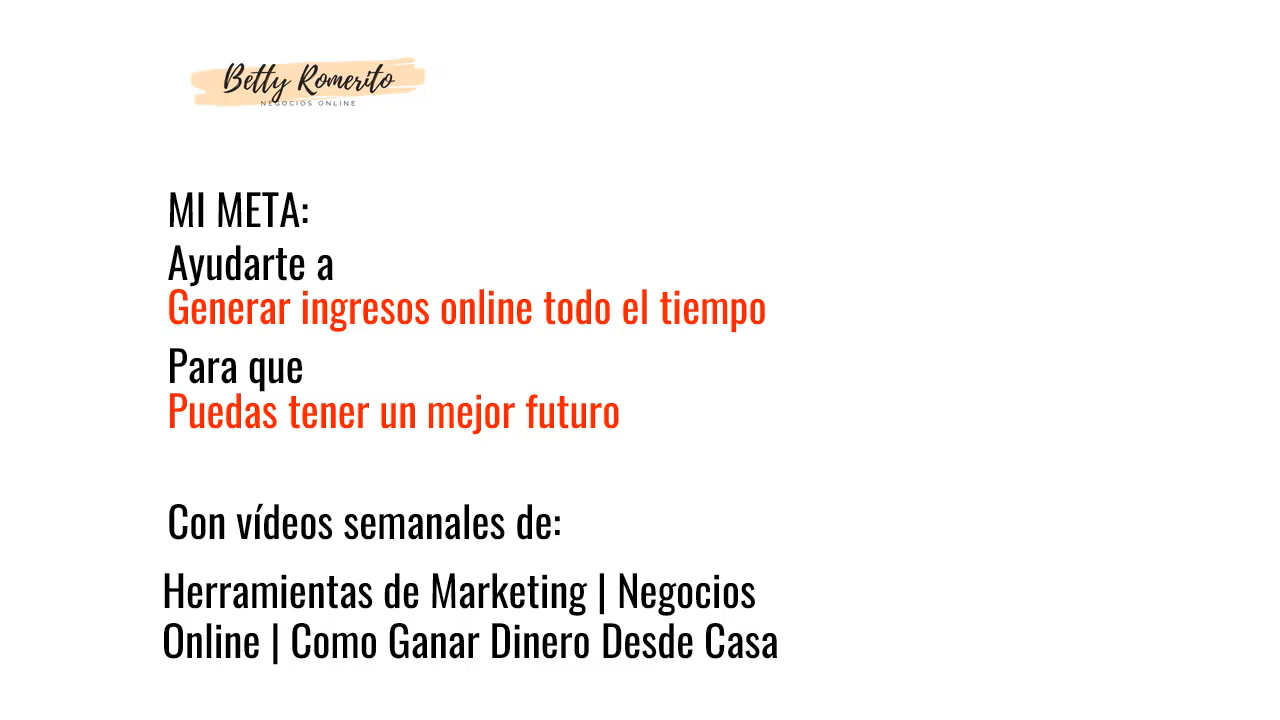 Betty Romerito
NEGOCIOS ONLINE
MI META:
Ayudarte a
Generar ingresos online todo el tiempo
Para que
Puedas tener un mejor futuro
Con vídeos semanales de:
Herramientas de Marketing | Negocios
Online | Como Ganar Dinero Desde Casa